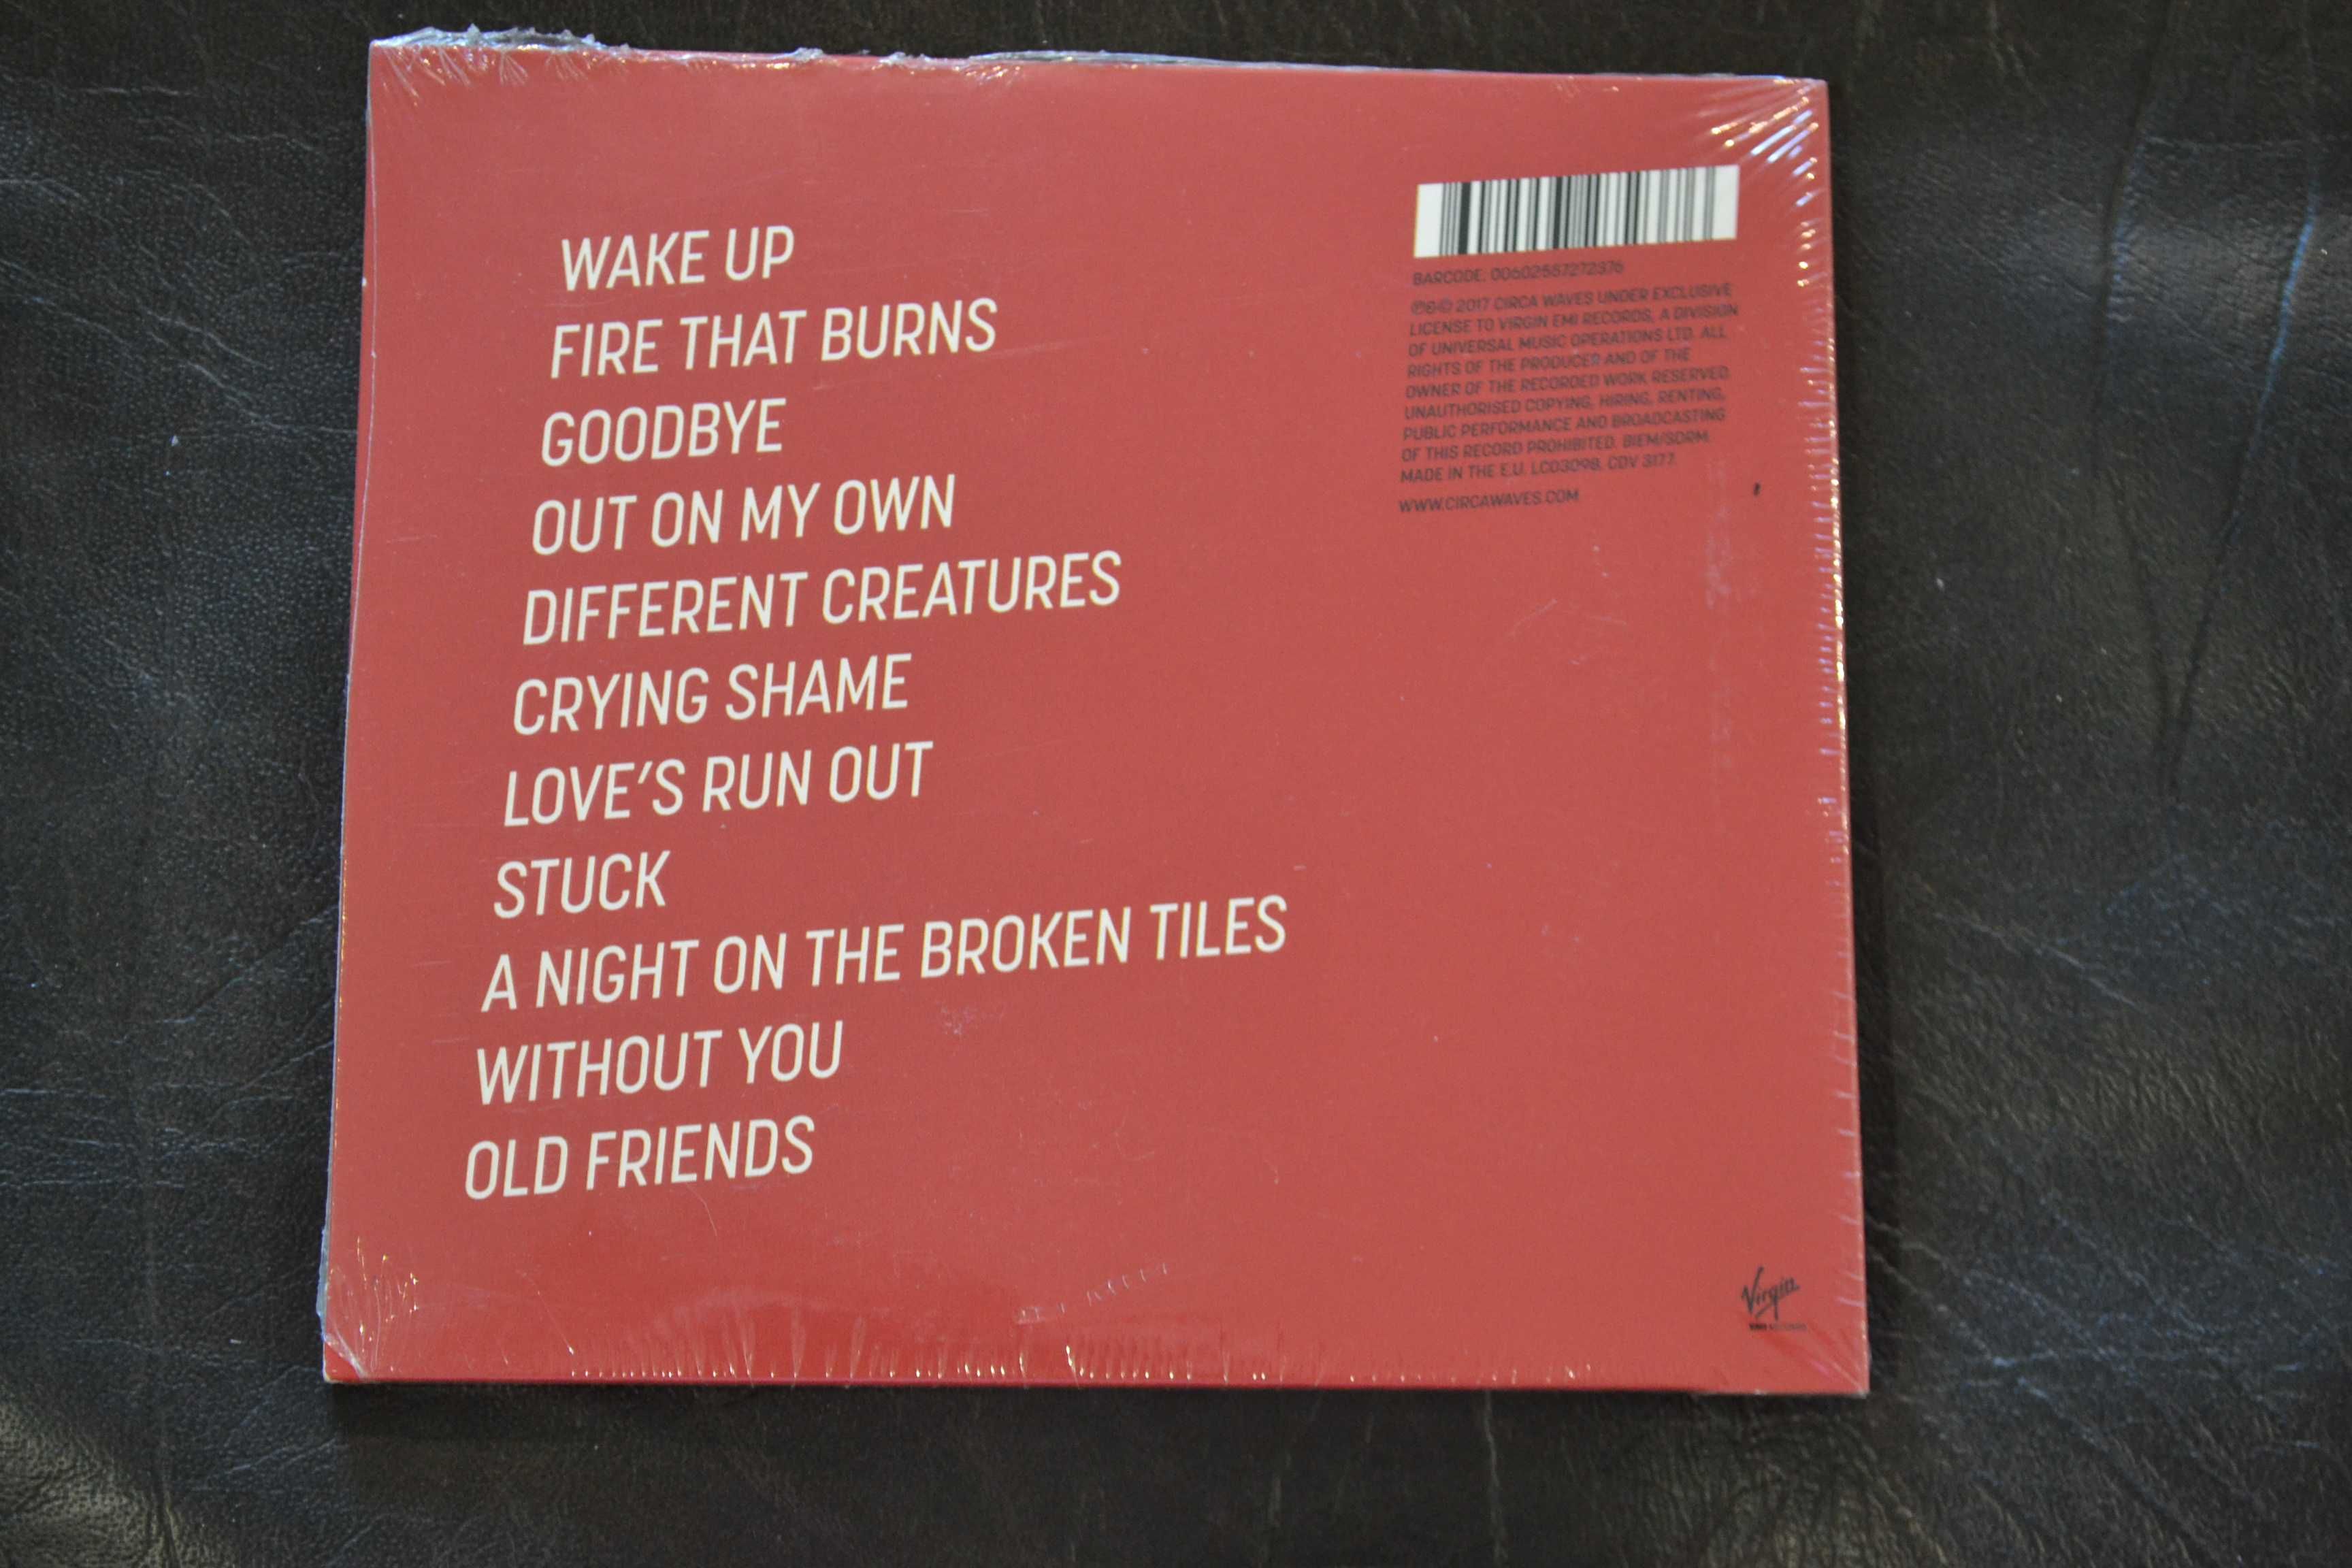 WAKE UP
FIRE THAT BURNS
GOODBYE
OUT ON MY OWN
DIFFERENT CREATURES
CRYING SHAME
LOVE'S RUN OUT
STUCK
A NIGHT ON THE BROKEN TILES
WITHOUT YOU
OLD FRIENDS
BARCODE: 00602557272376
℗&© 2017 CIRCA WAVES UNDER EXCLUSIVE
LICENSE TO VIRGIN EMI RECORDS, A DIVISION
OF UNIVERSAL MUSIC OPERATIONS LTD. ALL
RIGHTS OF THE PRODUCER AND OF THE
OWNER OF THE RECORDED WORK RESERVED.
UNAUTHORISED COPYING, HIRING, RENTING,
PUBLIC PERFORMANCE AND BROADCASTING
OF THIS RECORD PROHIBITED. BIEM/SDRM.
MADE IN THE E.U. LC03098. CDV 3177.
WWW.CIRCAWAVES.COM
Virgin